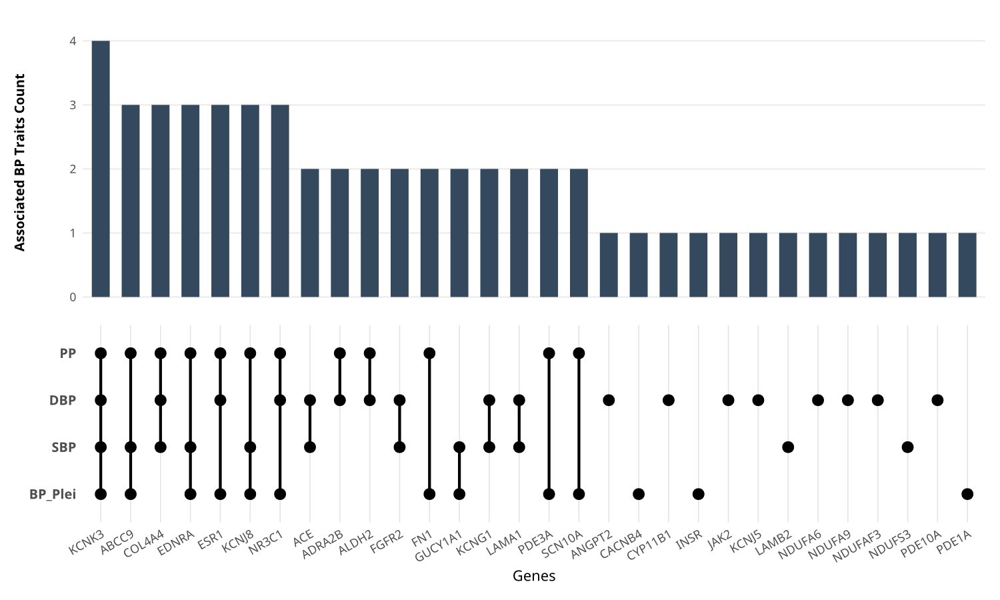 Associated BP Traits Count
4
3
2
1
0
PP
DBP
SBP
BP_Plei
KCNK3
ABCC9
COL4A4
EDNRA
ESR1
KCNJ8
NR3C1
ACE
ADRA2B
ALDH2
FGFR2
FN1
GUCY1A1
KCNG1
LAMA1
PDE3A
SCN10A
ANGPT2
CACNB4
CYP11B1
INSR
JAK2
KCNJ5
LAMB2
NDUFA6
NDUFA9
NDUFAF3
NDUFS3
PDE10A
PDE1A
Genes